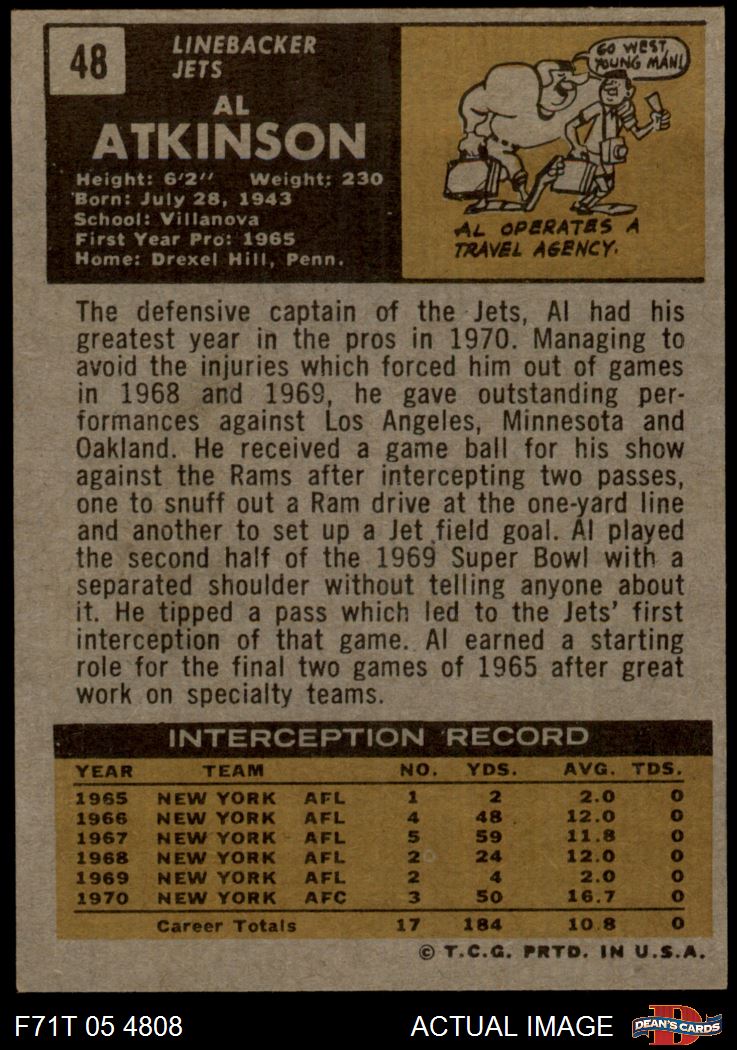 48
LINEBACKER
JETS
AL
ATKINSON
Height: 6'2" Weight: 230
Born: July 28, 1943
School: Villanova
First Year Pro: 1965
Home: Drexel Hill, Penn.
GO WEST,
YOUNG MAN!
AL OPERATES A
TRAVEL AGENCY.
The defensive captain of the Jets, Al had his
greatest year in the pros in 1970. Managing to
avoid the injuries which forced him out of games
in 1968 and 1969, he gave outstanding per-
formances against Los Angeles, Minnesota and
Oakland. He received a game ball for his show
against the Rams after intercepting two passes,
one to snuff out a Ram drive at the one-yard line
and another to set up a Jet field goal. Al played
the second half of the 1969 Super Bowl with a
separated shoulder without telling anyone about
it. He tipped a pass which led to the Jets' first
interception of that game. Al earned a starting
role for the final two games of 1965 after great
work on specialty teams.
INTERCEPTION RECORD
YEAR TEAM NO. YDS. AVG. TDS.
1965 NEW YORK AFL 1 2 2.0 0
1966 NEW YORK AFL 4 48 12.0 0
1967 NEW YORK AFL 5 59 11.8 0
1968 NEW YORK AFL 2 24 12.0 0
1969 NEW YORK AFL 2 4 2.0 0
1970 NEW YORK AFC 3 50 16.7 0
Career Totals 17 184 10.8 0
© T.C.G. PRTD. IN U.S.A.
F71T 05 4808 ACTUAL IMAGE D DEAN'S CARDS